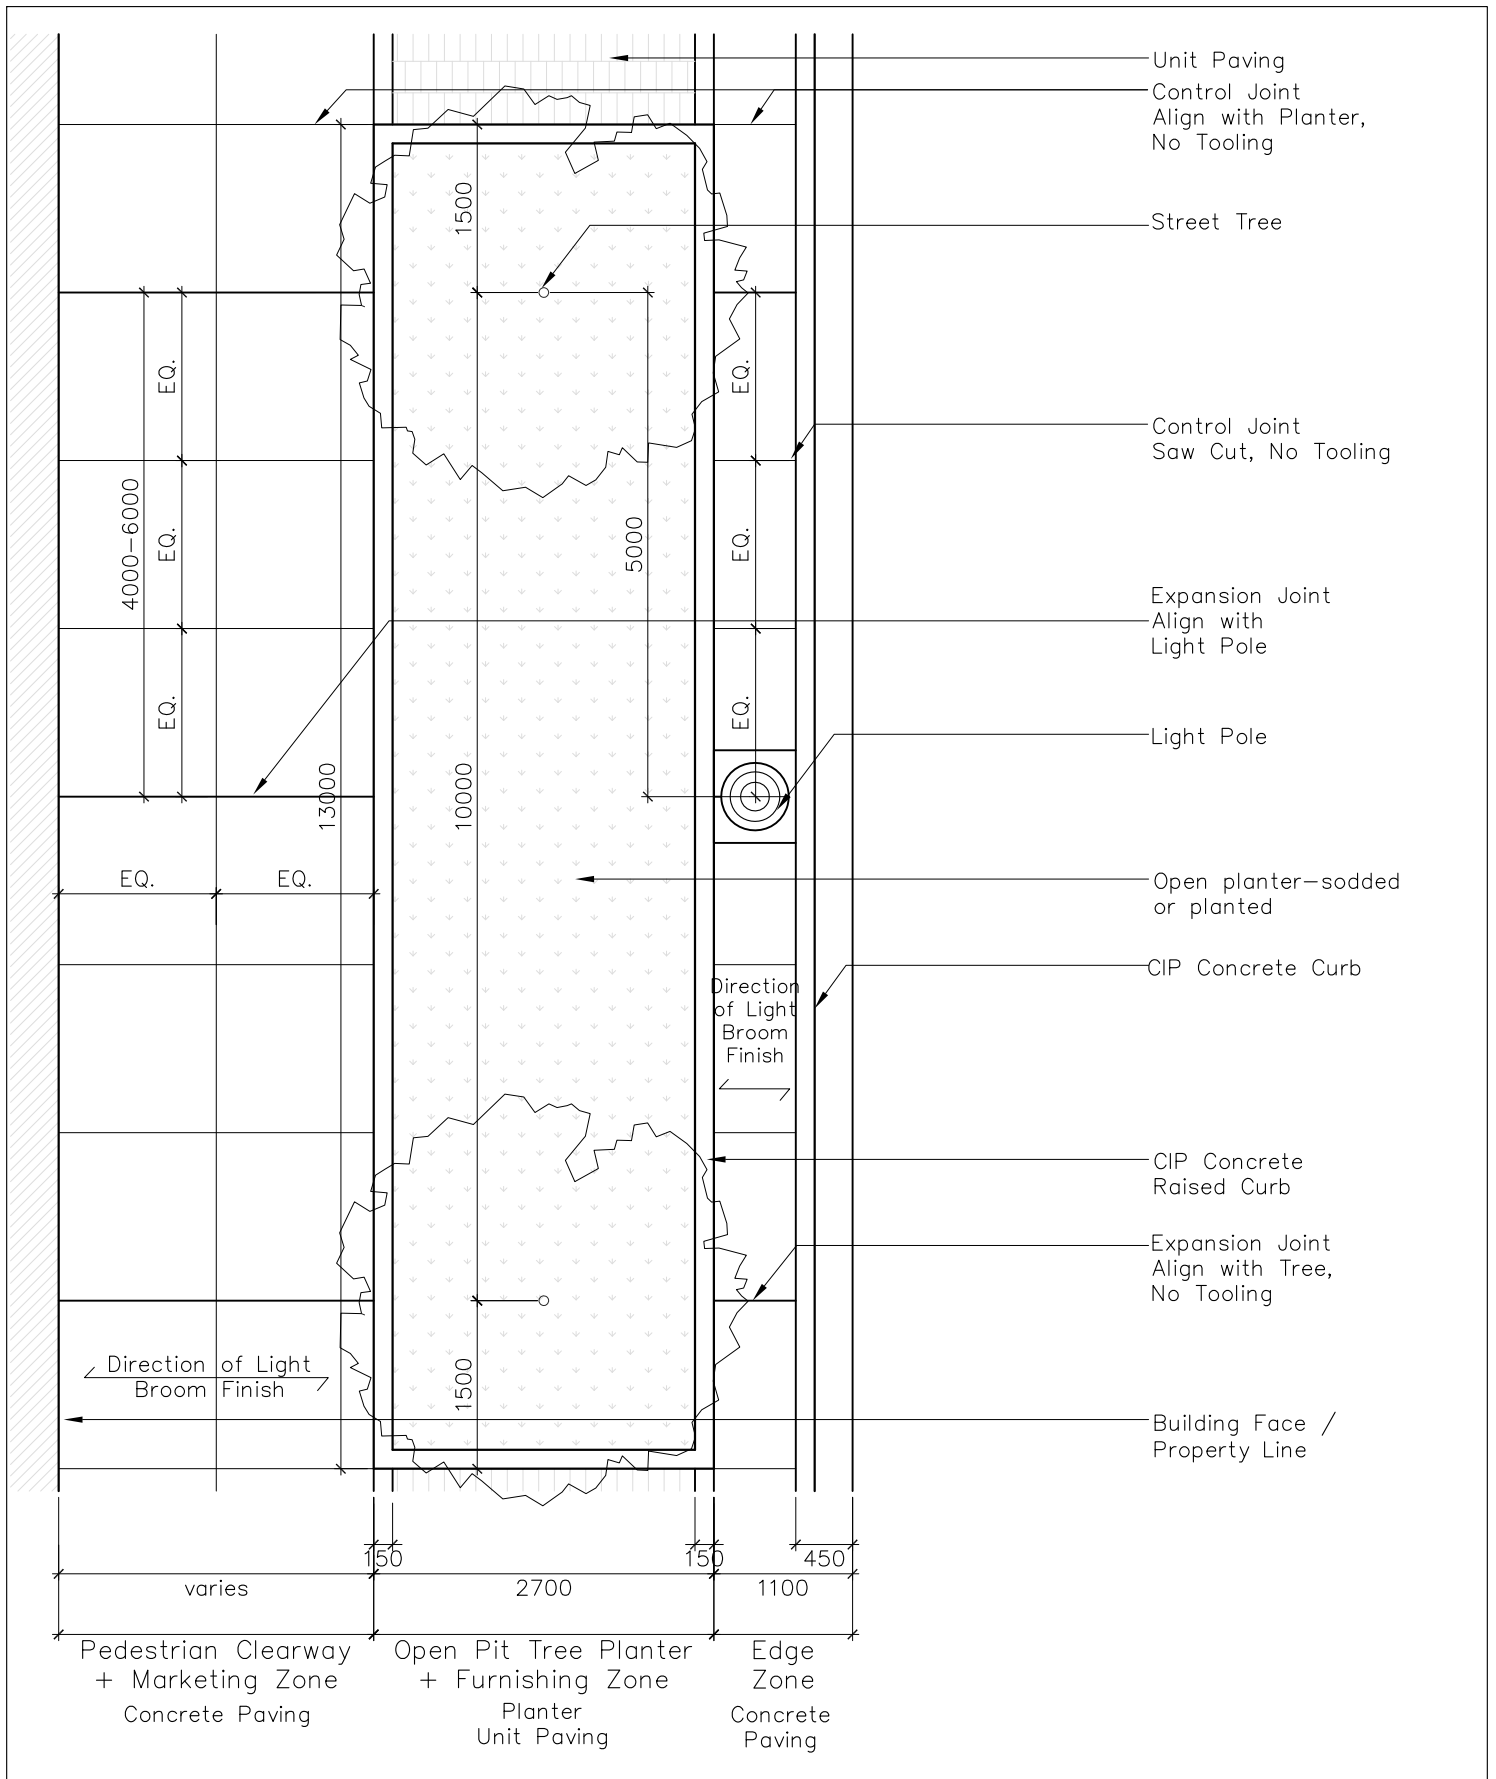 Unit Paving
Control Joint
Align with Planter,
No Tooling
1500
Street Tree
EQ.
EQ.
Control Joint
Saw Cut, No Tooling
4000-6000
EQ.
5000
EQ.
Expansion Joint
Align with
Light Pole
EQ.
EQ.
Light Pole
13000
10000
EQ.
EQ.
Open planter-sodded
or planted
CIP Concrete Curb
Direction
of Light
Broom
Finish
CIP Concrete
Raised Curb
Expansion Joint
Align with Tree,
No Tooling
Direction of Light
Broom Finish
1500
Building Face /
Property Line
150
150
450
varies
2700
1100
Pedestrian Clearway
+ Marketing Zone
Concrete Paving
Open Pit Tree Planter
+ Furnishing Zone
Planter
Unit Paving
Edge
Zone
Concrete
Paving